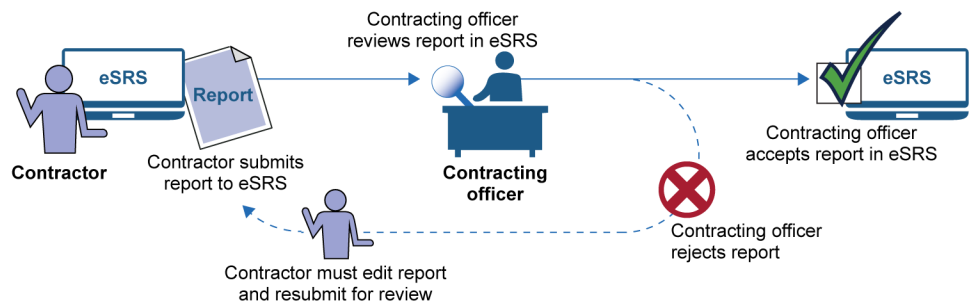 Contracting officer
reviews report in eSRS
eSRS
Report
eSRS
Contractor
Contractor submits
report to eSRS
Contracting
officer
Contracting officer
accepts report in eSRS
Contracting officer
rejects report
Contractor must edit report
and resubmit for review